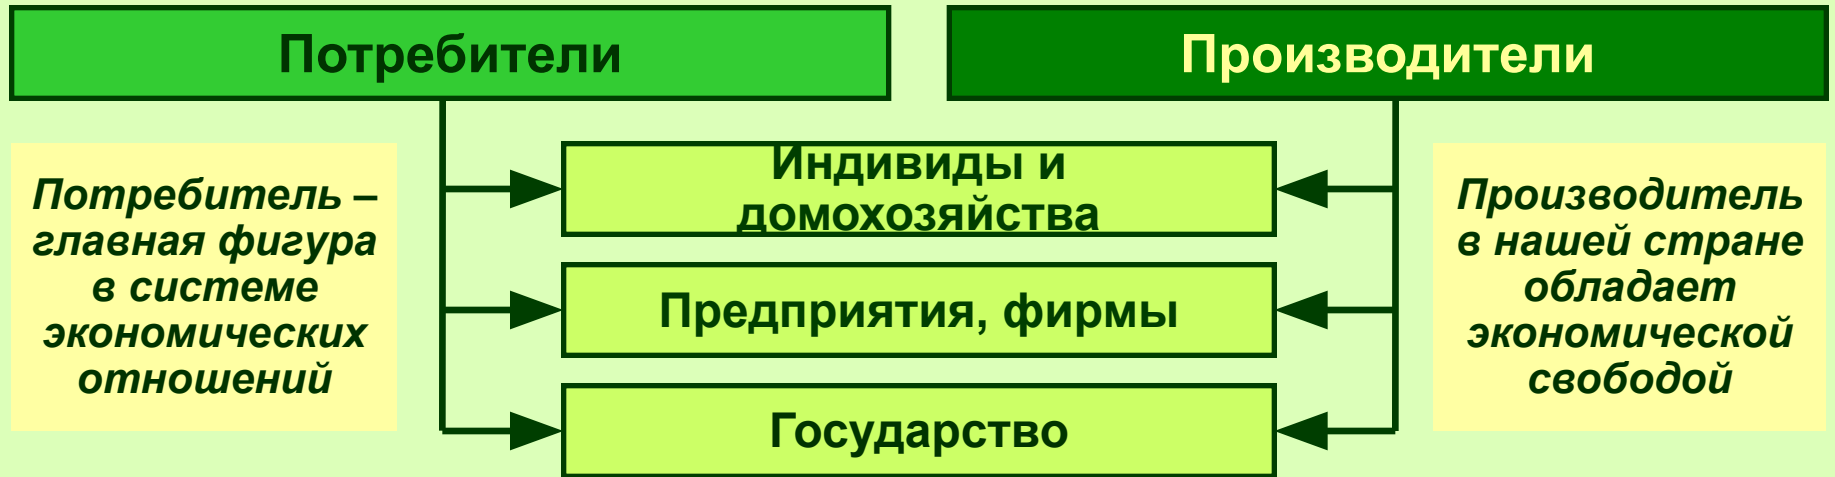 Потребители
Производители
Потребитель –
главная фигура
в системе
экономических
отношений
Индивиды и
домохозяйства
Предприятия, фирмы
Государство
Производитель
в нашей стране
обладает
экономической
свободой